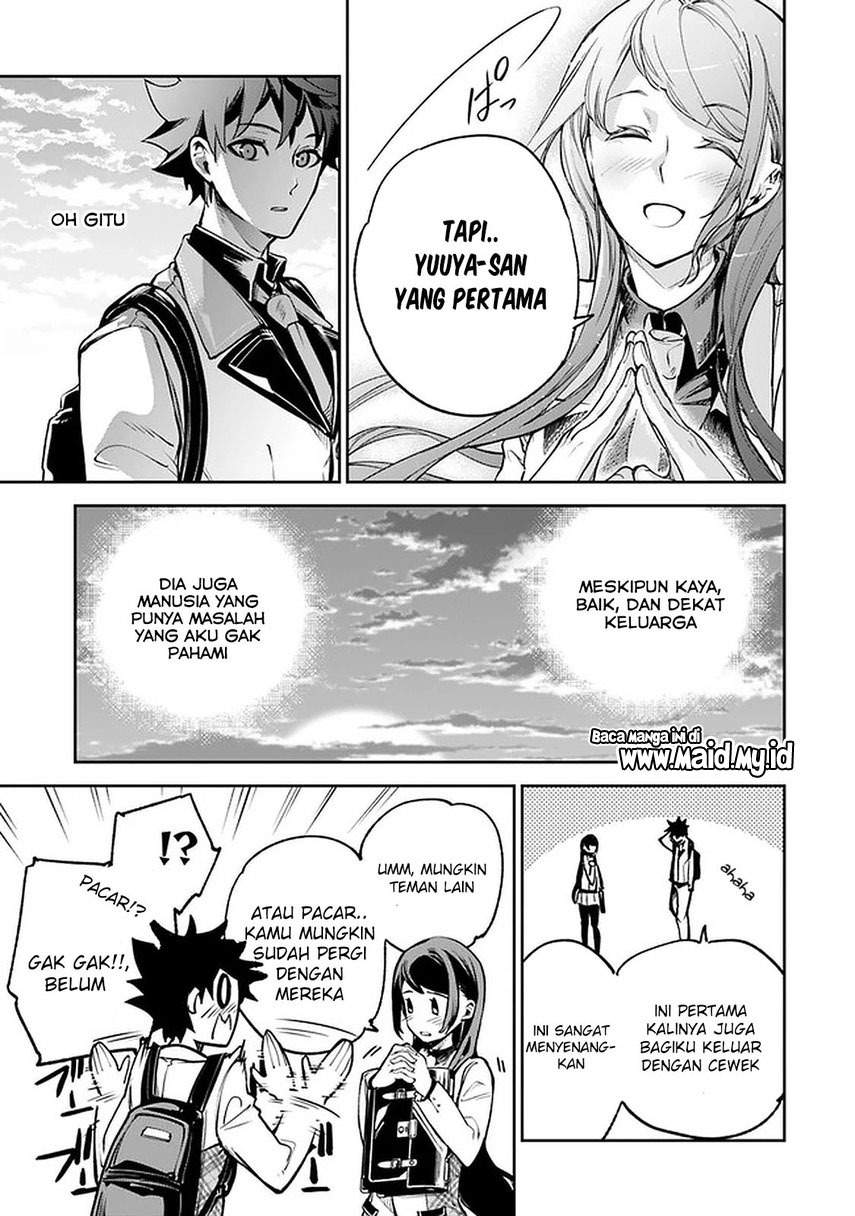 ぱっ
TAPI..
YUUYA-SAN
YANG PERTAMA
OH GITU
MESKIPUN KAYA,
BAIK, DAN DEKAT
KELUARGA
DIA JUGA
MANUSIA YANG
PUNYA MASALAH
YANG AKU GAK
PAHAMI
Baca Manga ini di
www.Maid.My.id
ahaha
INI PERTAMA
KALINYA JUGA
BAGIKU KELUAR
DENGAN CEWEK
INI SANGAT
MENYENANG-
KAN
UMM, MUNGKIN
TEMAN LAIN
ATAU PACAR..
KAMU MUNGKIN
SUDAH PERGI
DENGAN
MEREKA
!?
PACAR!?
GAK GAK!!,
BELUM